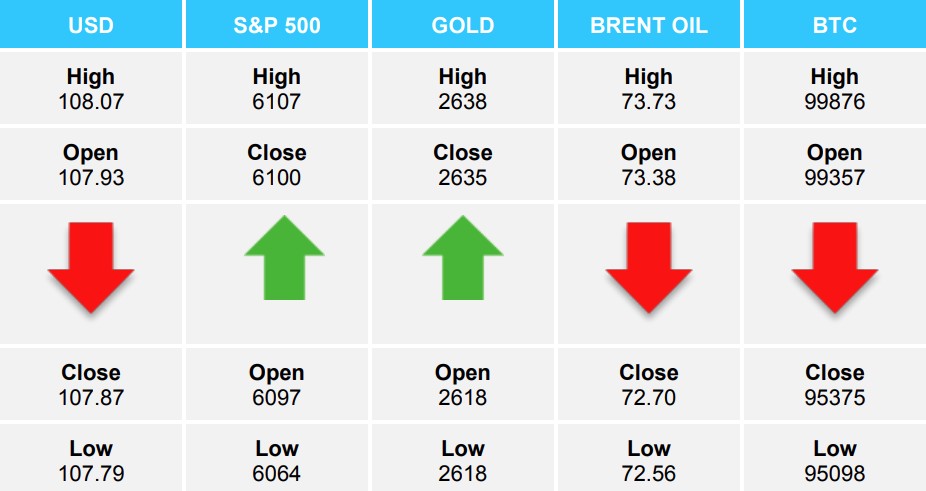 USD S&P 500 GOLD BRENT OIL BTC
High High High High High
108.07 6107 2638 73.73 99876
Open Close Close Open Open
107.93 6100 2635 73.38 99357
Close Open Open Close Close
107.87 6097 2618 72.70 95375
Low Low Low Low Low
107.79 6064 2618 72.56 95098